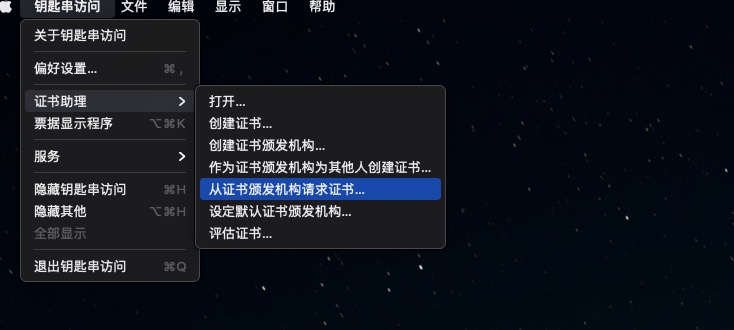 钥匙串访问 文件 编辑 显示 窗口 帮助
关于钥匙串访问
偏好设置... ⌘ ,
证书助理 >
票据显示程序 ⌥⌘K
服务 >
隐藏钥匙串访问 ⌘H
隐藏其他 ⌥⌘H
全部显示
退出钥匙串访问 ⌘Q
打开...
创建证书...
创建证书颁发机构...
作为证书颁发机构为其他人创建证书...
从证书颁发机构请求证书...
设定默认证书颁发机构...
评估证书...